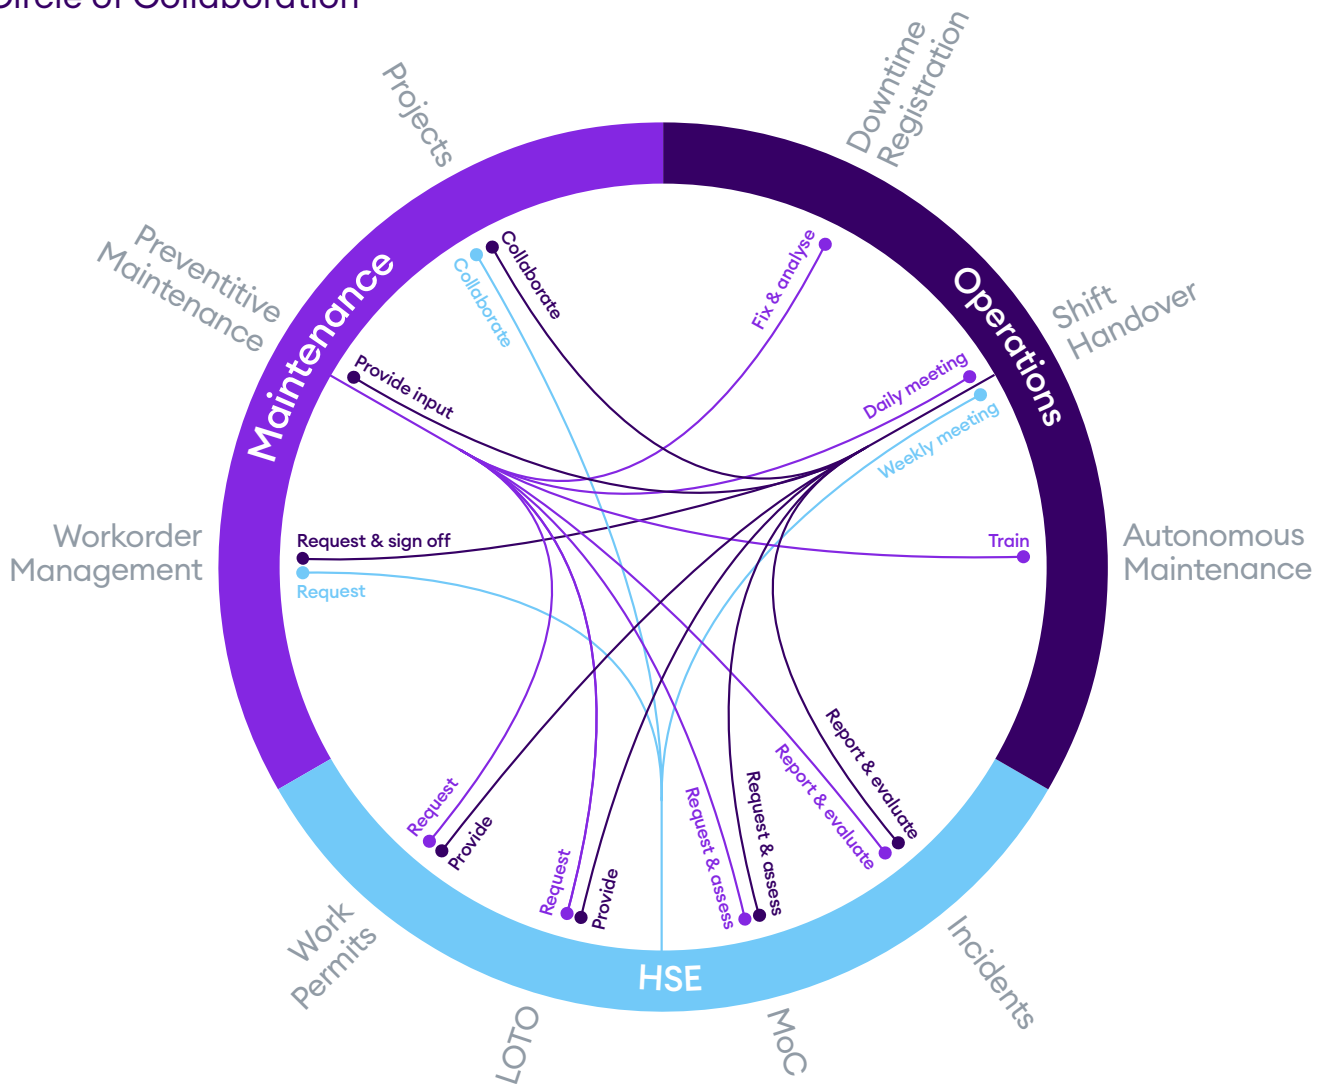 Circle of Collaboration
Projects
Downtime
Registration
Preventitive
Maintenance
Maintenance
Operations
Shift
Handover
Collaborate
Collaborate
Fix & analyse
Provide input
Daily meeting
Weekly meeting
Workorder
Management
Request & sign off
Request
Train
Autonomous
Maintenance
Request
Provide
Request
Provide
Request & assess
Request & assess
Report & evaluate
Report & evaluate
HSE
Work
Permits
LOTO
MoC
Incidents